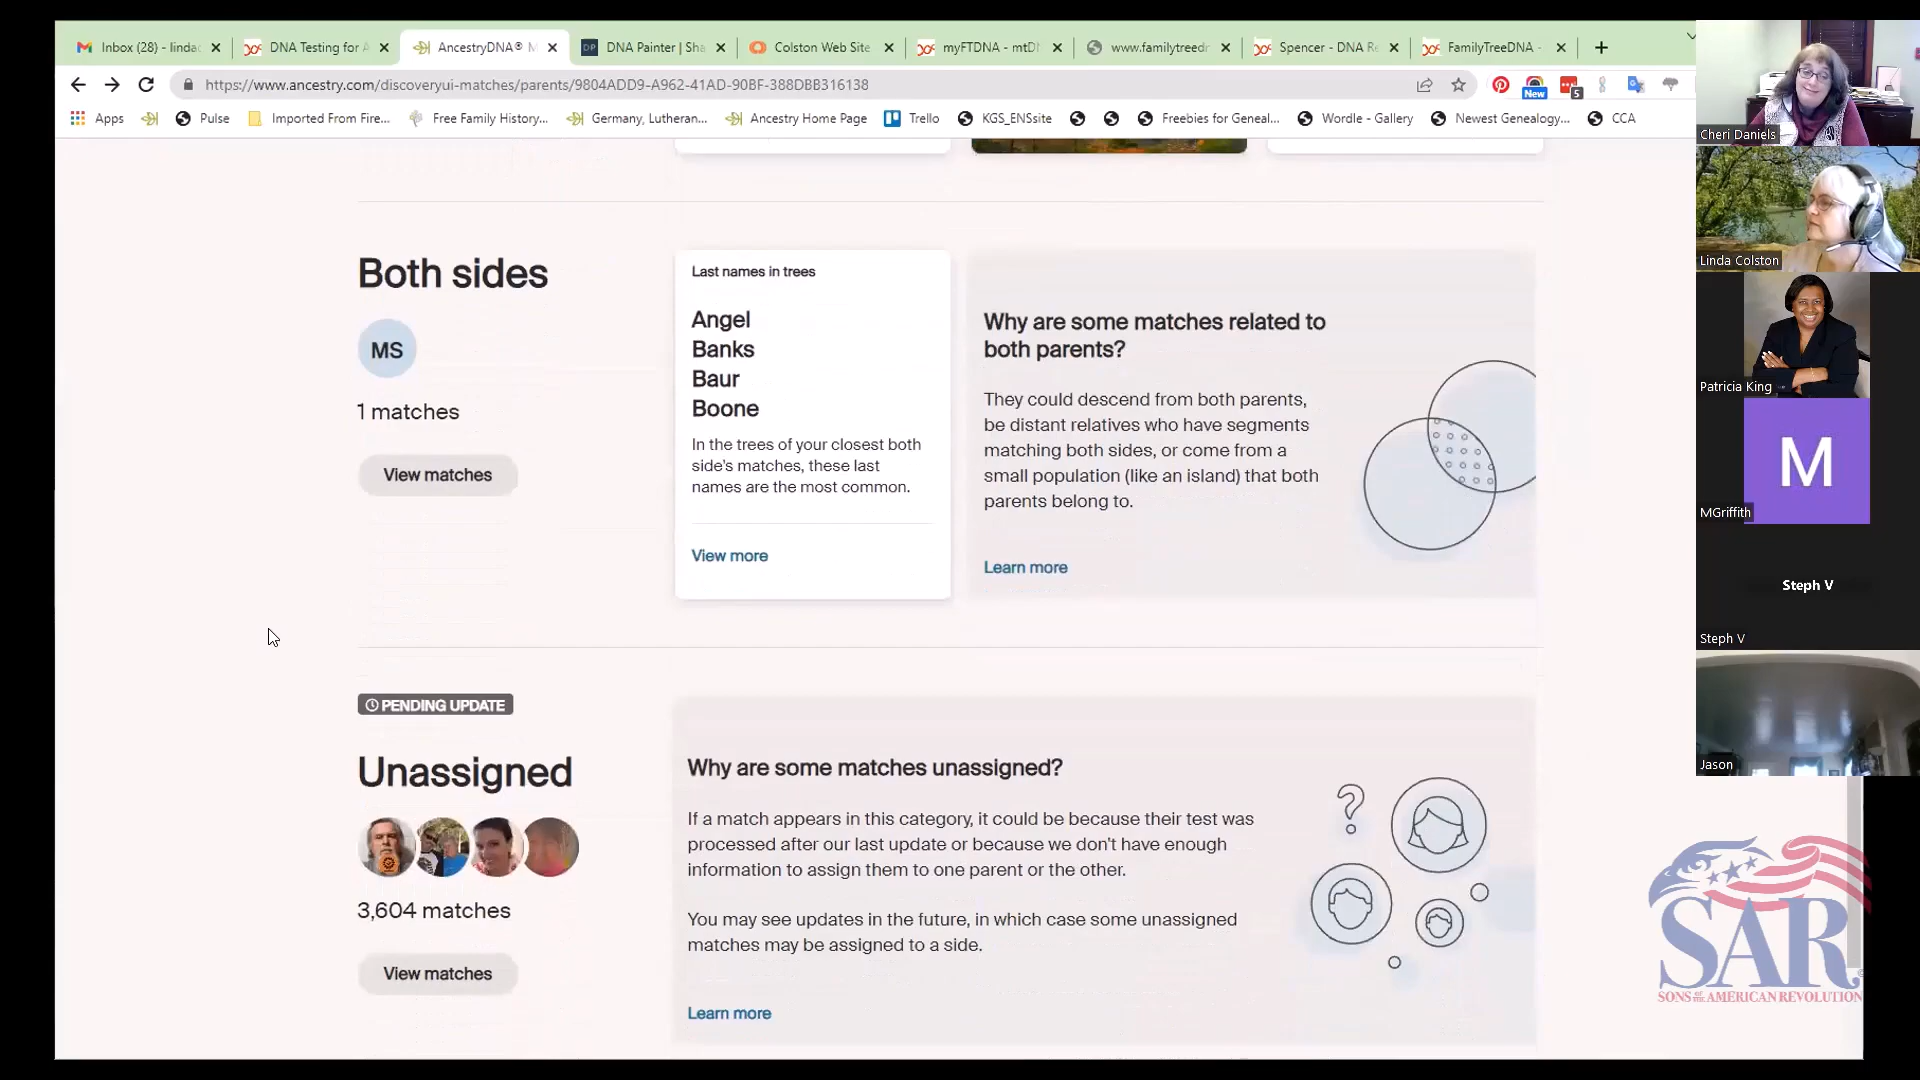 Inbox (28) - linda
DNA Testing for A
AncestryDNA® M
DNA Painter | Sha
Colston Web Site
myFTDNA - mtD
www.familytreedn
Spencer - DNA Re
FamilyTreeDNA -
https://www.ancestry.com/discoveryui-matches/parents/9804ADD9-A962-41AD-90BF-388DBB316138
New
5
Apps
Pulse
Imported From Fire...
Free Family History...
Germany, Lutheran...
Ancestry Home Page
Trello
KGS_ENSsite
Freebies for Geneal...
Wordle - Gallery
Newest Genealogy...
CCA
Both sides
MS
1 matches
View matches
Last names in trees
Angel
Banks
Baur
Boone
In the trees of your closest both
side's matches, these last
names are the most common.
View more
Why are some matches related to
both parents?
They could descend from both parents,
be distant relatives who have segments
matching both sides, or come from a
small population (like an island) that both
parents belong to.
Learn more
PENDING UPDATE
Unassigned
3,604 matches
View matches
Why are some matches unassigned?
If a match appears in this category, it could be because their test was
processed after our last update or because we don't have enough
information to assign them to one parent or the other.
You may see updates in the future, in which case some unassigned
matches may be assigned to a side.
Learn more
Cheri Daniels
Linda Colston
Patricia King
M
MGriffith
Steph V
Steph V
Jason
SAR
SONS OF THE AMERICAN REVOLUTION